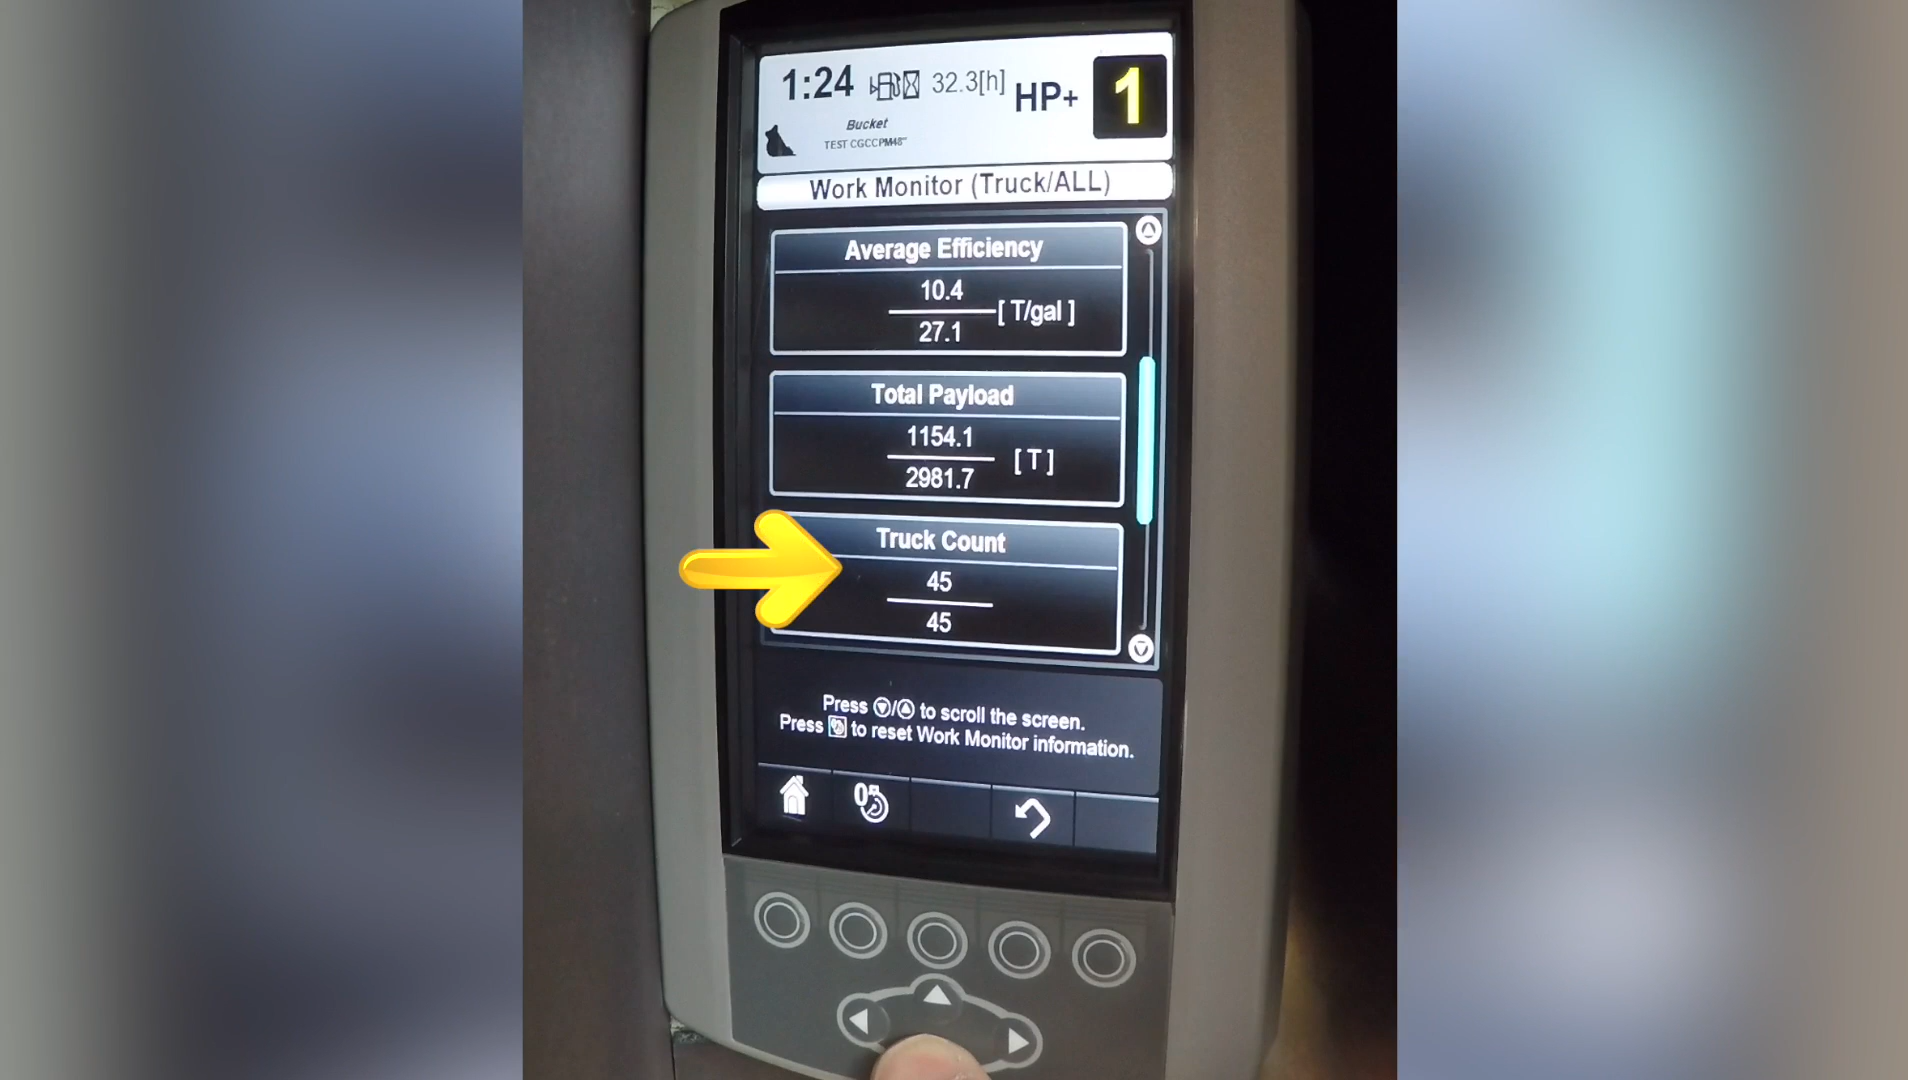 1:24 32.3[h] HP+ 1
Bucket
TEST CGCCPM48"
Work Monitor (Truck/ALL)
Average Efficiency
10.4
[ T/gal ]
27.1
Total Payload
1154.1
[ T ]
2981.7
Truck Count
45
45
Press ▼/▲ to scroll the screen.
Press to reset Work Monitor information.
0